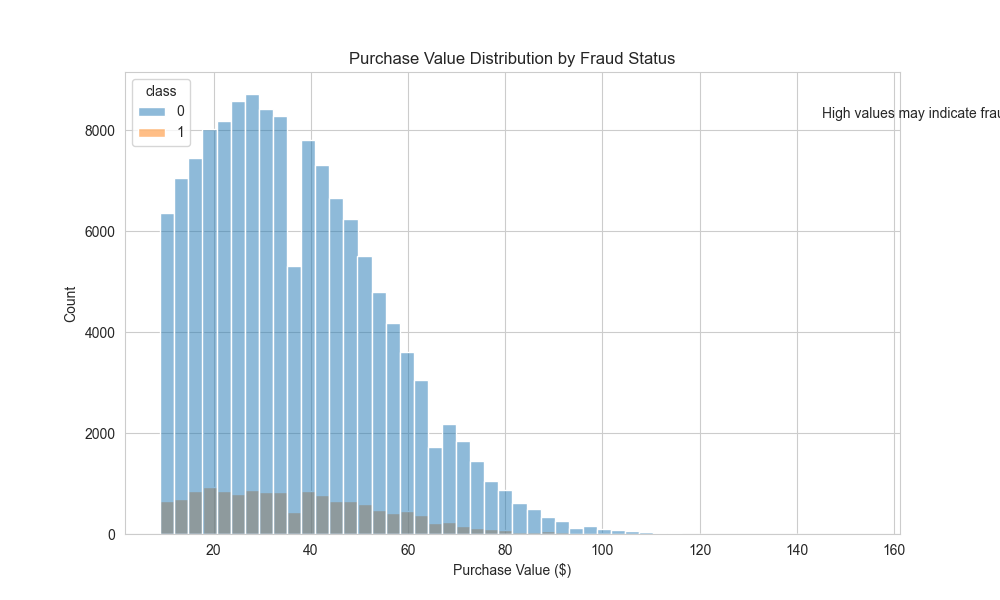 Purchase Value Distribution by Fraud Status
class
0
1
High values may indicate frau
8000
6000
4000
2000
0
Count
20 40 60 80 100 120 140 160
Purchase Value ($)